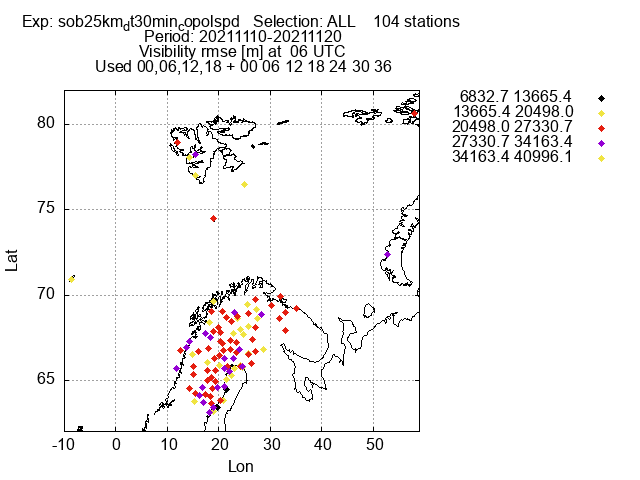 Exp: sob25km_dt30min_copolspd   Selection: ALL    104 stations
Period: 20211110-20211120
Visibility rmse [m] at  06 UTC
Used 00,06,12,18 + 00 06 12 18 24 30 36
6832.7 13665.4
13665.4 20498.0
20498.0 27330.7
27330.7 34163.4
34163.4 40996.1
80
75
70
65
Lat
-10 0 10 20 30 40 50
Lon